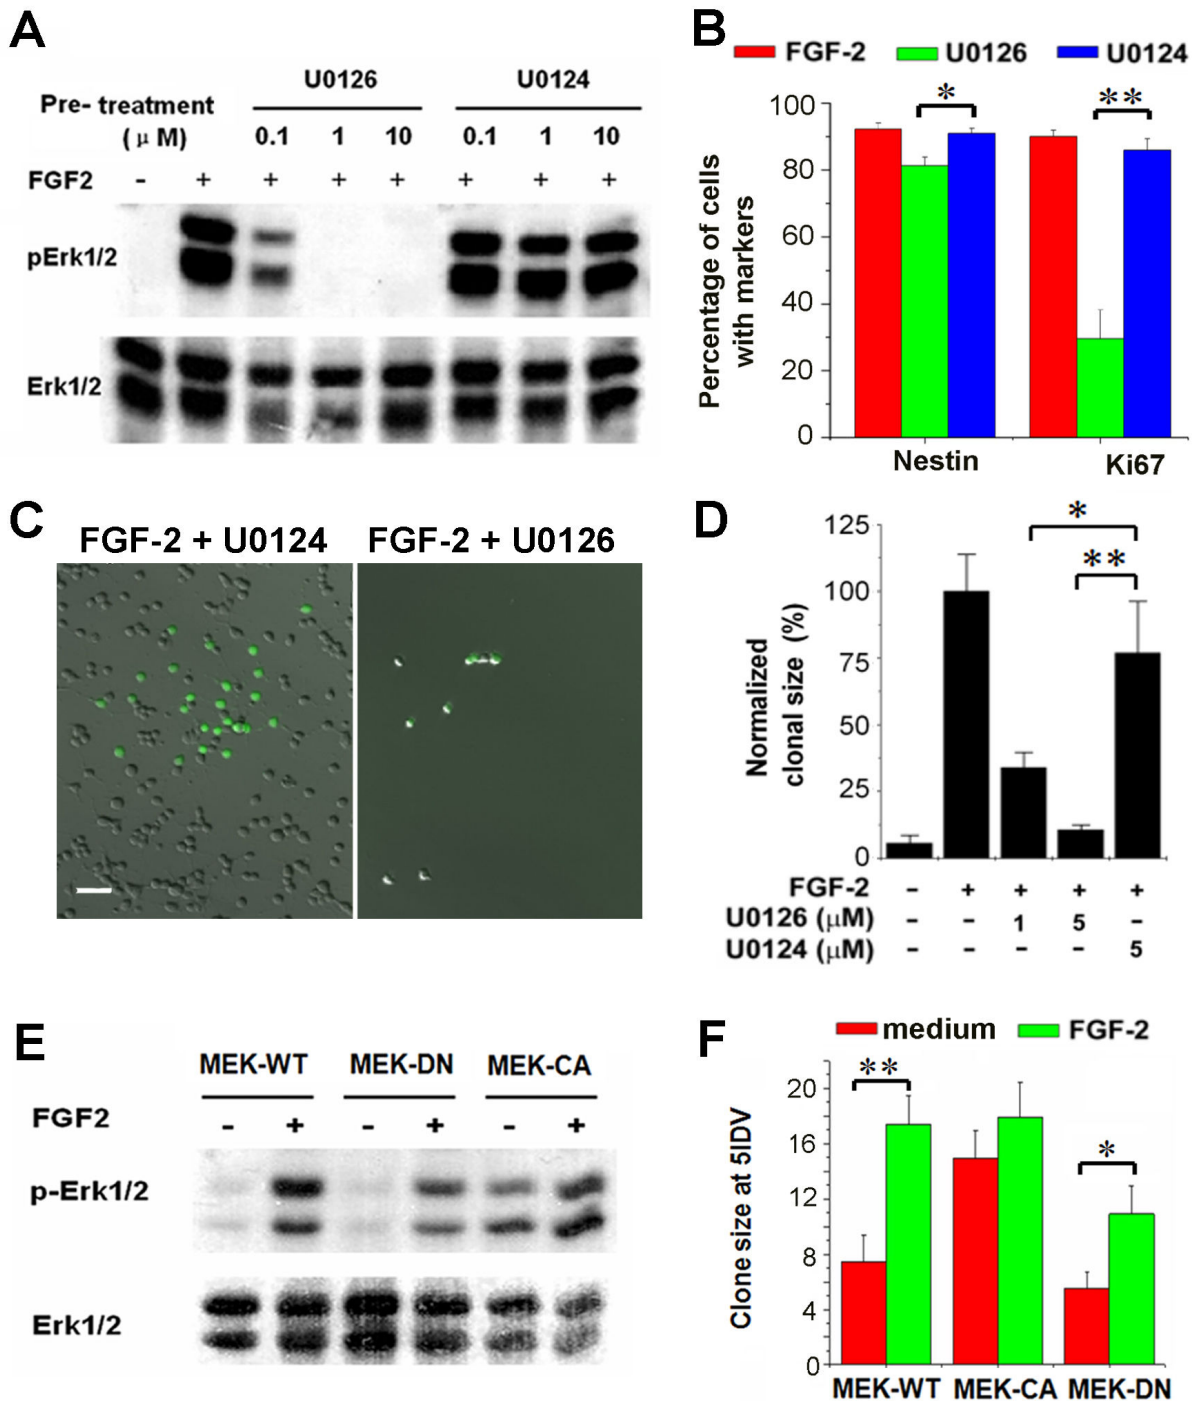 A
U0126 U0124
Pre- treatment
( μ M) 0.1 1 10 0.1 1 10
FGF2 - + + + + + + +
pErk1/2
Erk1/2
B
FGF-2 U0126 U0124
Percentage of cells
with markers
100
80
60
40
20
0
* **
Nestin Ki67
C
FGF-2 + U0124 FGF-2 + U0126
D
Normalized
clonal size (%)
125
100
75
50
25
0
*
**
FGF-2 - + + + +
U0126 (μM) - - 1 5 -
U0124 (μM) - - - - 5
E
MEK-WT MEK-DN MEK-CA
FGF2 - + - + - +
p-Erk1/2
Erk1/2
F
medium FGF-2
Clone size at 5IDV
20
16
12
8
4
0
** *
MEK-WT MEK-CA MEK-DN